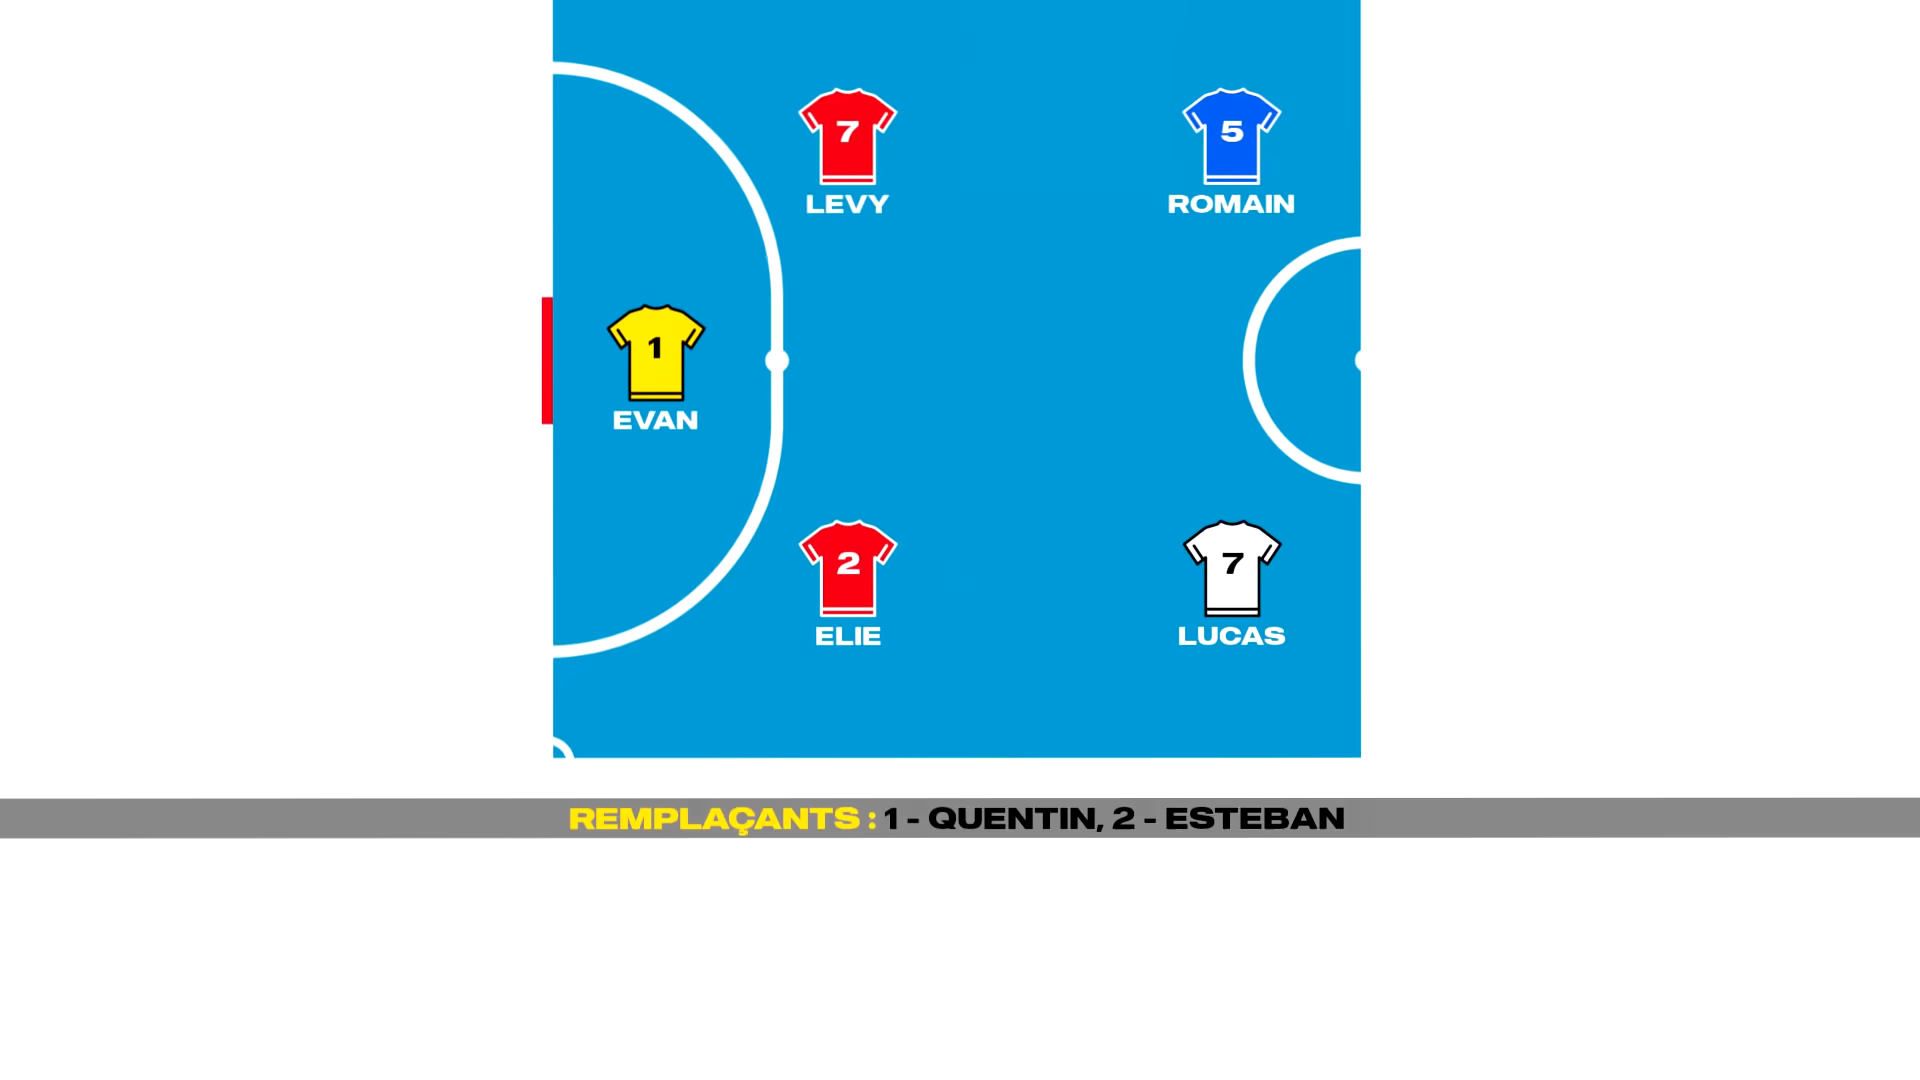 7
LEVY
5
ROMAIN
1
EVAN
2
ELIE
7
LUCAS
REMPLAÇANTS : 1 - QUENTIN, 2 - ESTEBAN